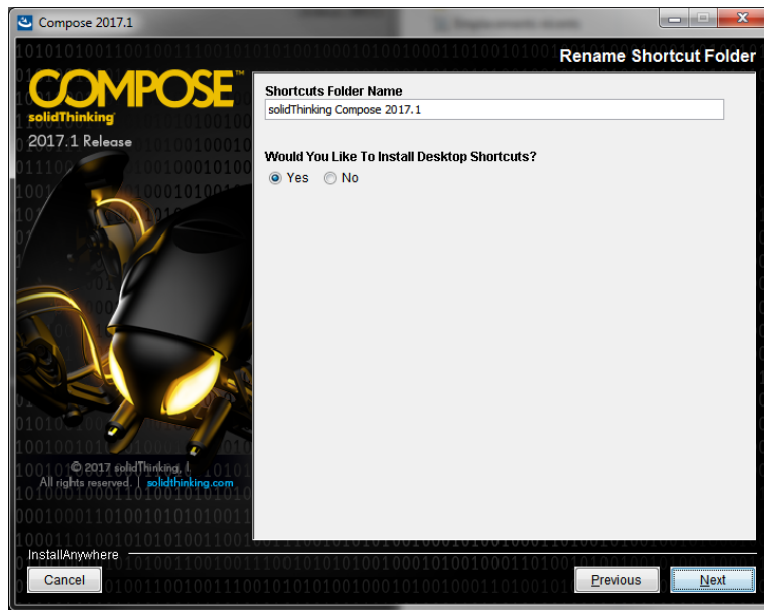 Compose 2017.1
Rename Shortcut Folder
COMPOSE™
solidThinking
2017.1 Release
Shortcuts Folder Name
solidThinking Compose 2017.1
Would You Like To Install Desktop Shortcuts?
Yes No
© 2017 solidThinking, I
All rights reserved. | solidthinking.com
InstallAnywhere
Cancel Previous Next